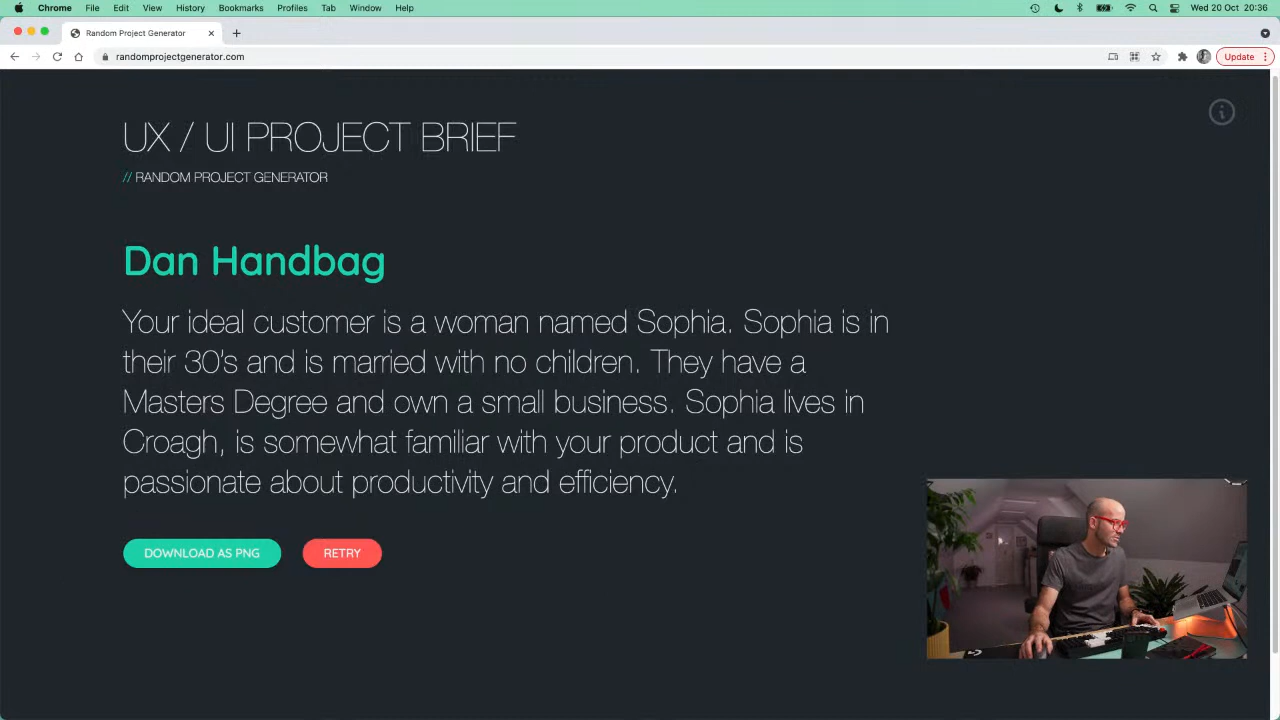 Chrome File Edit View History Bookmarks Profiles Tab Window Help Wed 20 Oct 20:36
Random Project Generator
randomprojectgenerator.com Update
UX / UI PROJECT BRIEF
// RANDOM PROJECT GENERATOR
Dan Handbag
Your ideal customer is a woman named Sophia. Sophia is in
their 30's and is married with no children. They have a
Masters Degree and own a small business. Sophia lives in
Croagh, is somewhat familiar with your product and is
passionate about productivity and efficiency.
DOWNLOAD AS PNG RETRY